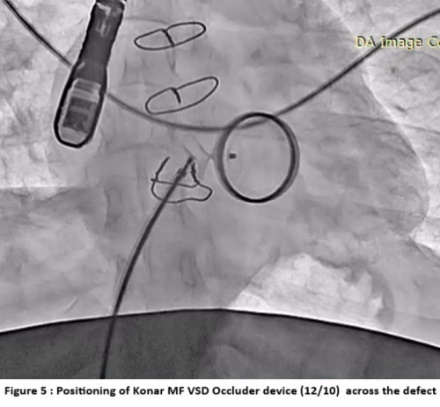 DA Image Co
Figure 5 : Positioning of Konar MF VSD Occluder device (12/10) across the defect